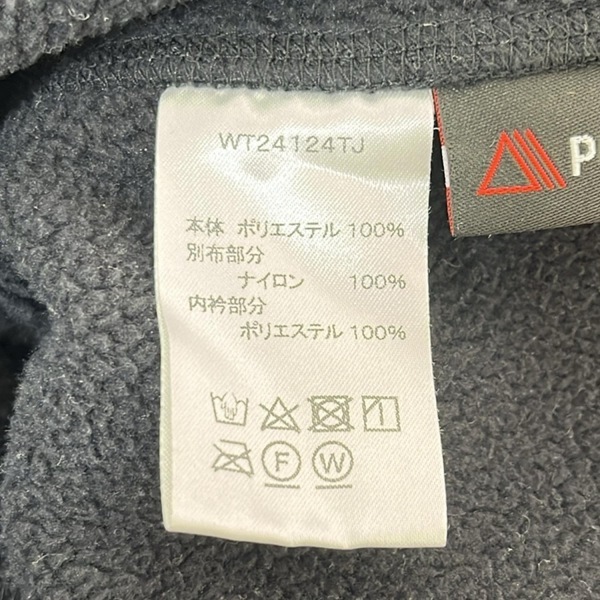 WT24124TJ
P
本体 ポリエステル 100%
別布部分
ナイロン 100%
内衿部分
ポリエステル 100%
F W